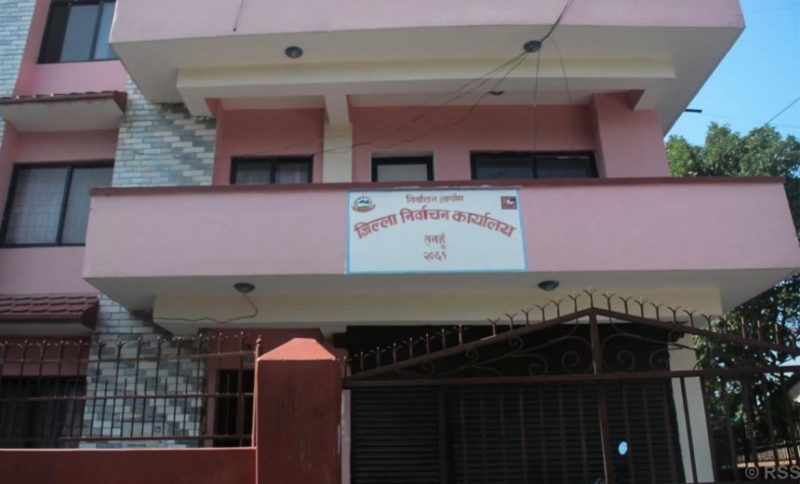 निर्वाचन आयोग
जिल्ला निर्वाचन कार्यालय
तनहुँ
२०६१
© RSS